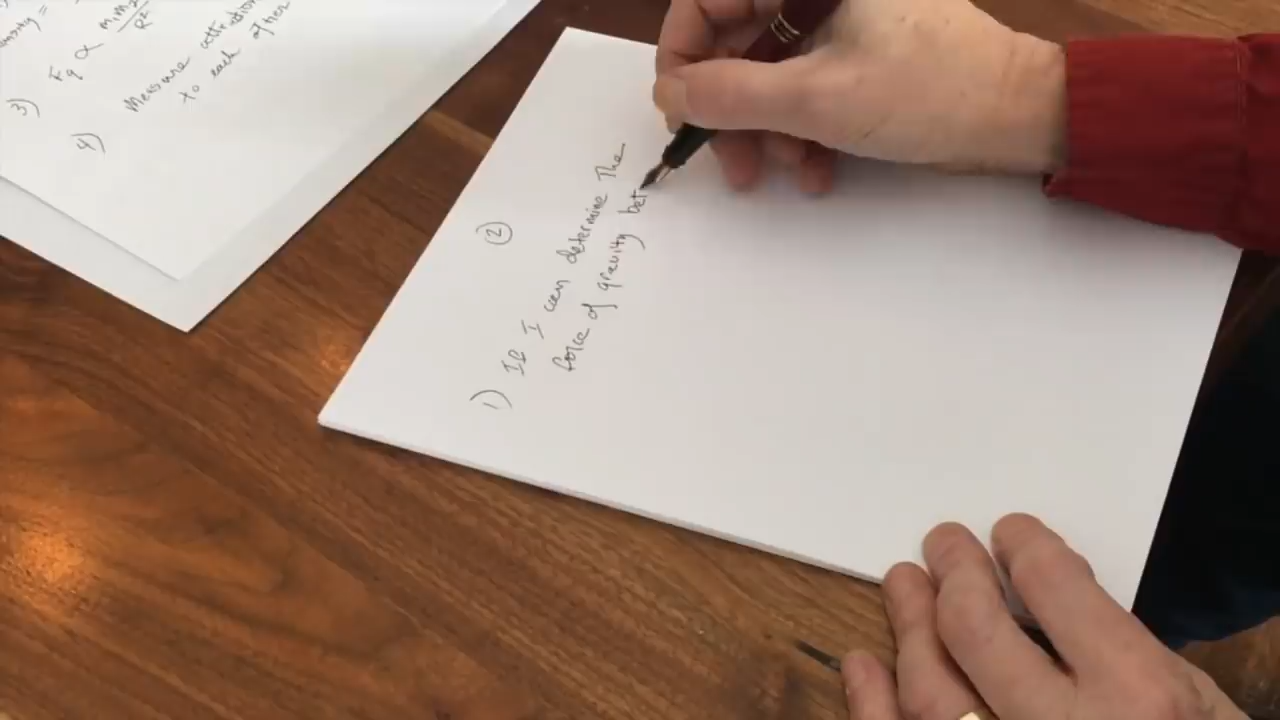 3) F g ∝ m1m2/R²
4) Measure attraction
to each other
②
1) If I can determine The
force of gravity bet